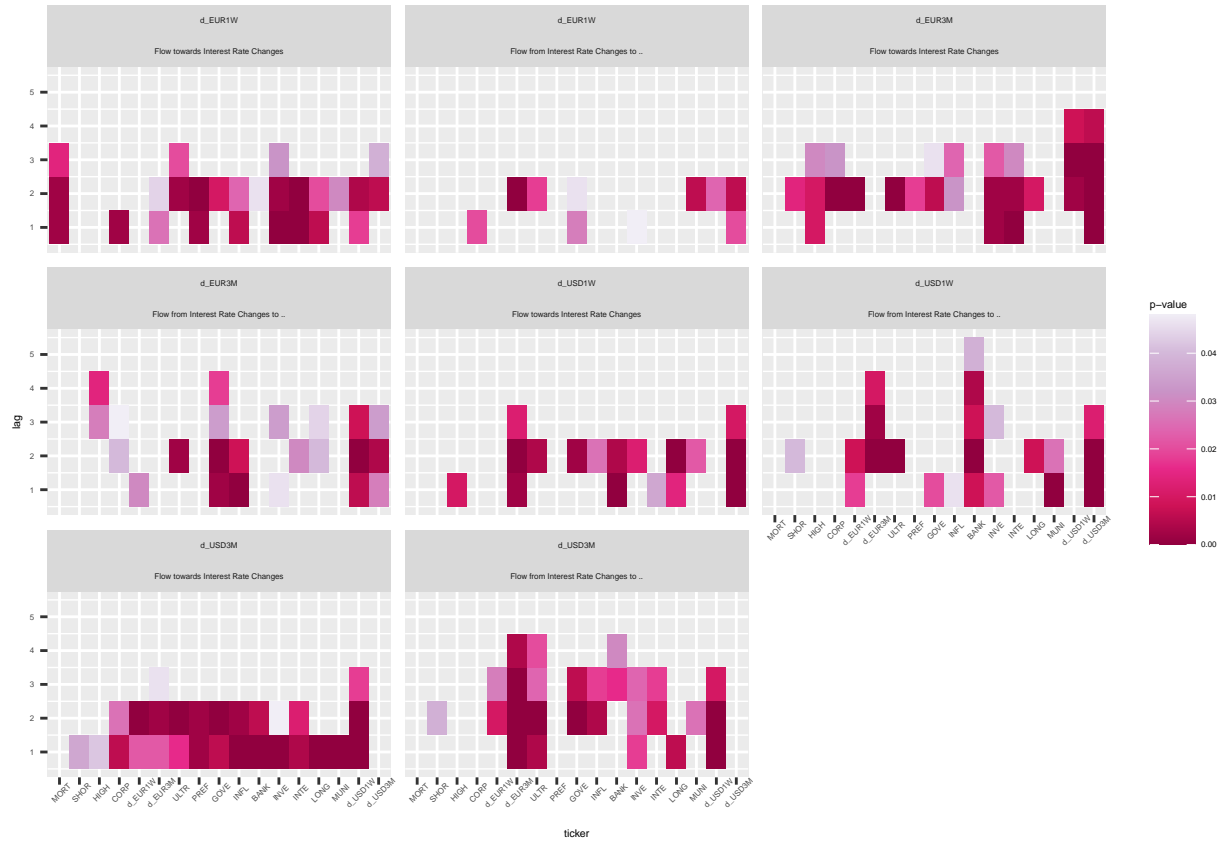 d_EUR1W
Flow towards Interest Rate Changes
d_EUR1W
Flow from Interest Rate Changes to ..
d_EUR3M
Flow towards Interest Rate Changes
5
4
3
2
1
d_EUR3M
Flow from Interest Rate Changes to ..
d_USD1W
Flow towards Interest Rate Changes
d_USD1W
Flow from Interest Rate Changes to ..
5
4
3
2
1
lag
MORT
SHOR
HIGH
CORP
d_EUR1W
d_EUR3M
ULTR
PREF
GOVE
INFL
BANK
INVE
INTE
LONG
MUNI
d_USD1W
d_USD3M
p−value
0.04
0.03
0.02
0.01
0.00
d_USD3M
Flow towards Interest Rate Changes
d_USD3M
Flow from Interest Rate Changes to ..
5
4
3
2
1
MORT
SHOR
HIGH
CORP
d_EUR1W
d_EUR3M
ULTR
PREF
GOVE
INFL
BANK
INVE
INTE
LONG
MUNI
d_USD1W
d_USD3M
MORT
SHOR
HIGH
CORP
d_EUR1W
d_EUR3M
ULTR
PREF
GOVE
INFL
BANK
INVE
INTE
LONG
MUNI
d_USD1W
d_USD3M
ticker